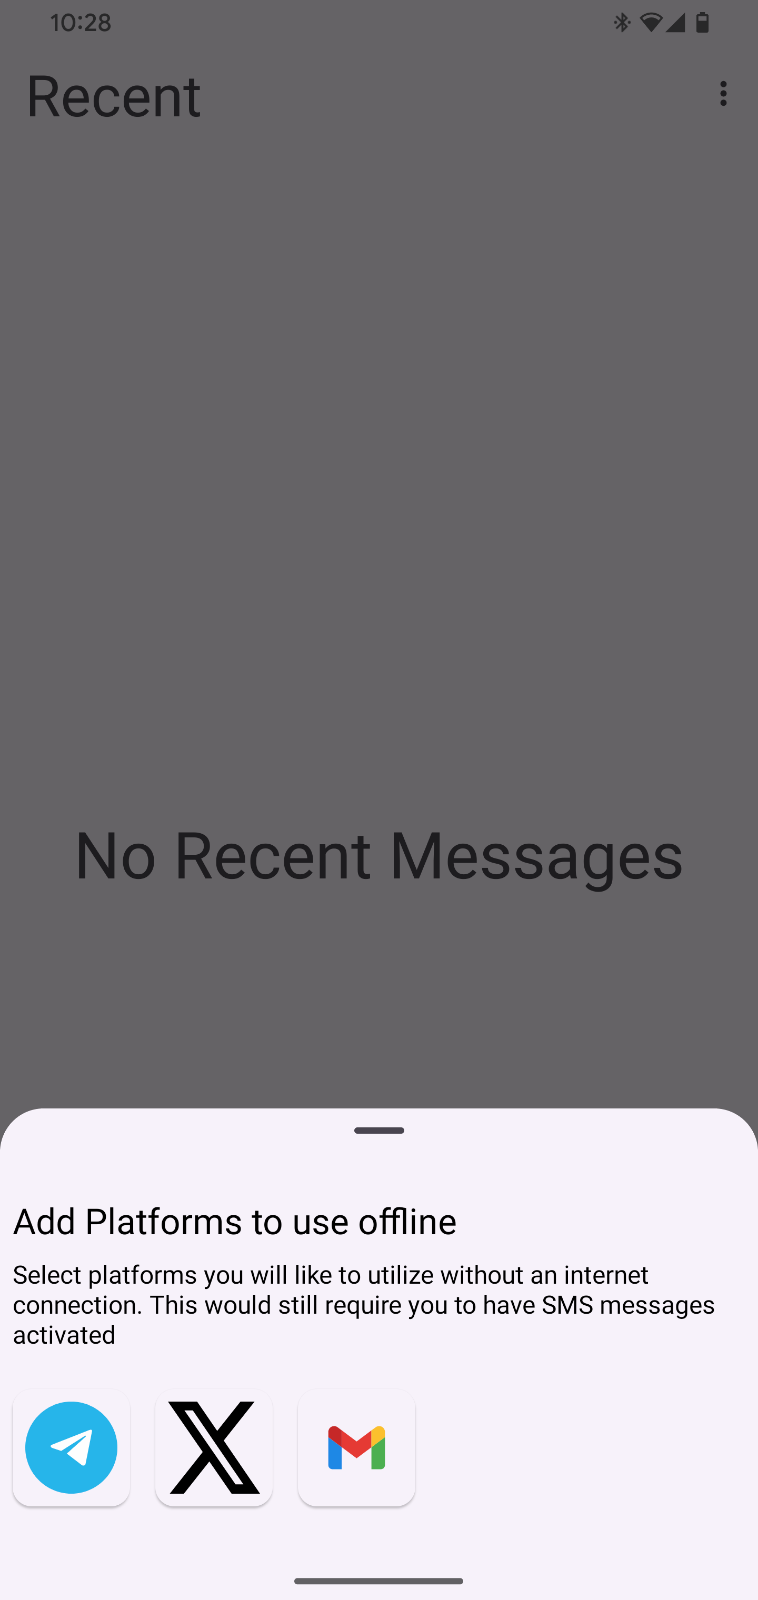 10:28
Recent
No Recent Messages
Add Platforms to use offline
Select platforms you will like to utilize without an internet
connection. This would still require you to have SMS messages
activated